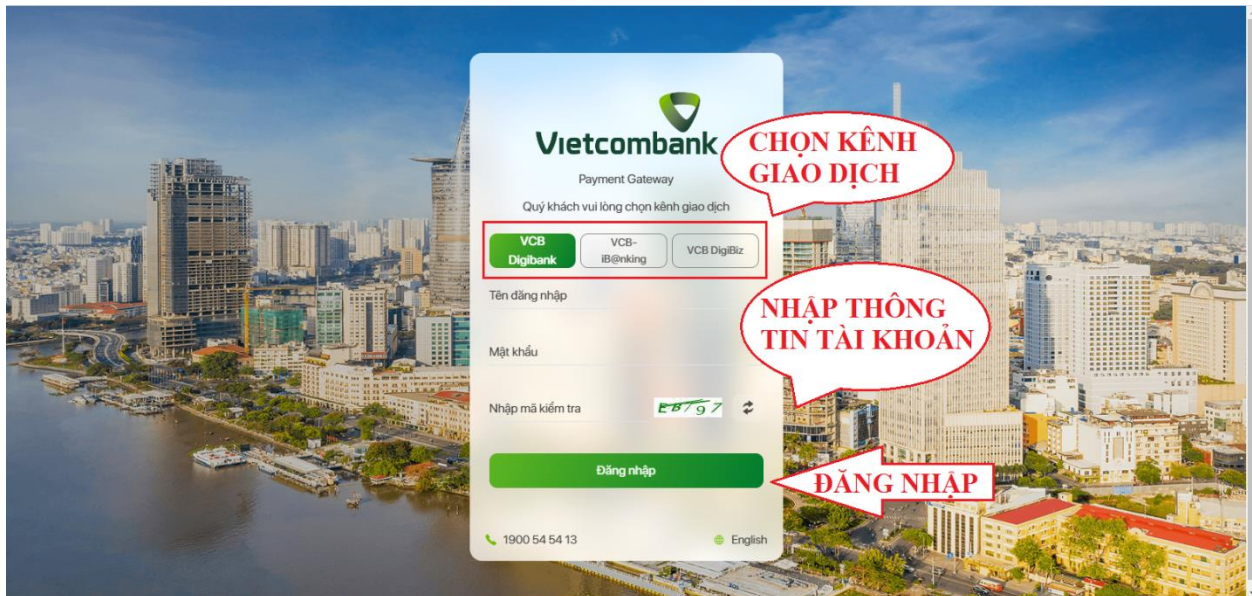 Vietcombank
CHỌN KÊNH
GIAO DỊCH
Payment Gateway
Quý khách vui lòng chọn kênh giao dịch
VCB
Digibank
VCB-
iB@nking
VCB DigiBiz
Tên đăng nhập
NHẬP THÔNG
TIN TÀI KHOẢN
Mật khẩu
Nhập mã kiểm tra
Đăng nhập
ĐĂNG NHẬP
1900 54 54 13
English